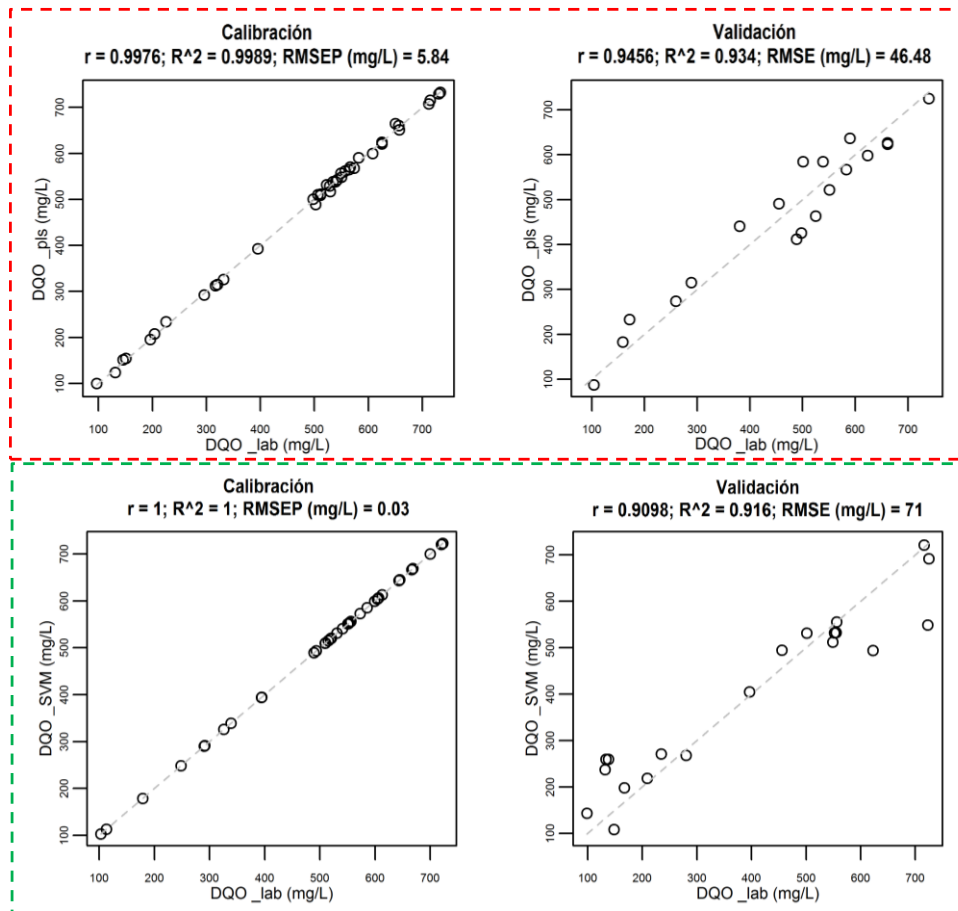 Calibración
r = 0.9976; R^2 = 0.9989; RMSEP (mg/L) = 5.84
DQO _pls (mg/L)
700
600
500
400
300
200
100
100 200 300 400 500 600 700
DQO _lab (mg/L)
Validación
r = 0.9456; R^2 = 0.934; RMSE (mg/L) = 46.48
DQO _pls (mg/L)
700
600
500
400
300
200
100
100 200 300 400 500 600 700
DQO _lab (mg/L)
Calibración
r = 1; R^2 = 1; RMSEP (mg/L) = 0.03
DQO _SVM (mg/L)
700
600
500
400
300
200
100
100 200 300 400 500 600 700
DQO _lab (mg/L)
Validación
r = 0.9098; R^2 = 0.916; RMSE (mg/L) = 71
DQO _SVM (mg/L)
700
600
500
400
300
200
100
100 200 300 400 500 600 700
DQO _lab (mg/L)